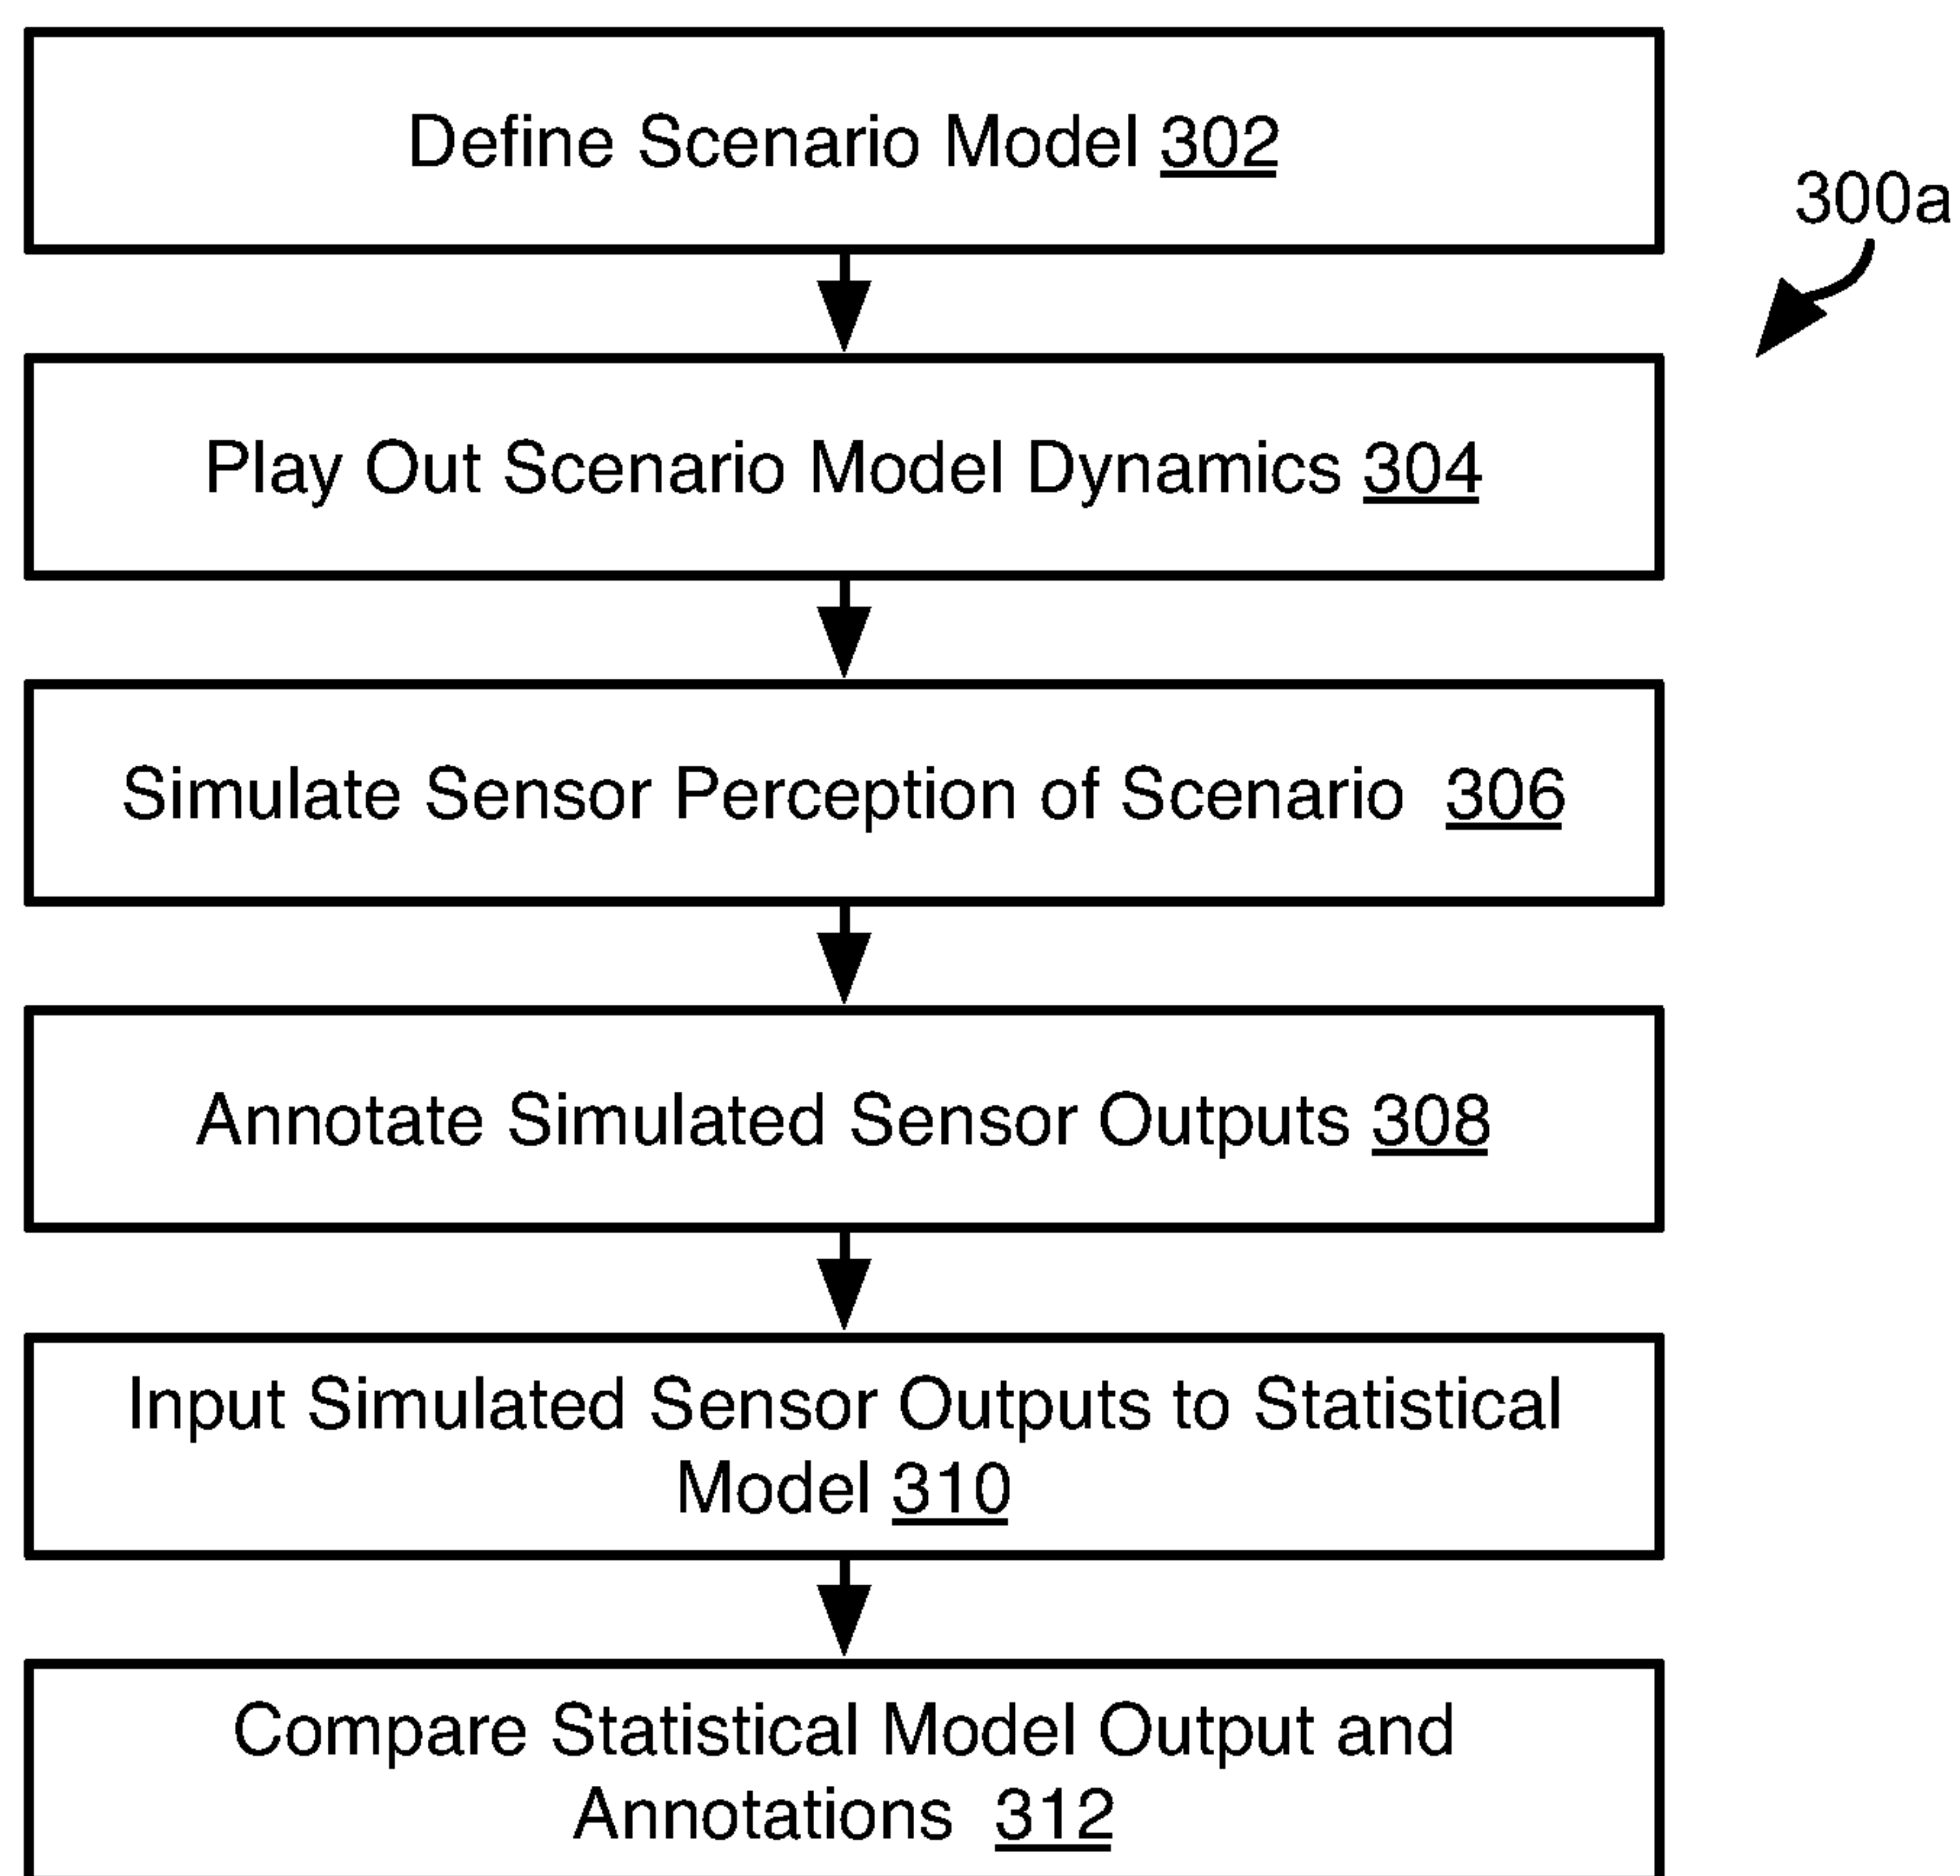 Define Scenario Model 302
300a
Play Out Scenario Model Dynamics 304
Simulate Sensor Perception of Scenario 306
Annotate Simulated Sensor Outputs 308
Input Simulated Sensor Outputs to Statistical
Model 310
Compare Statistical Model Output and
Annotations 312